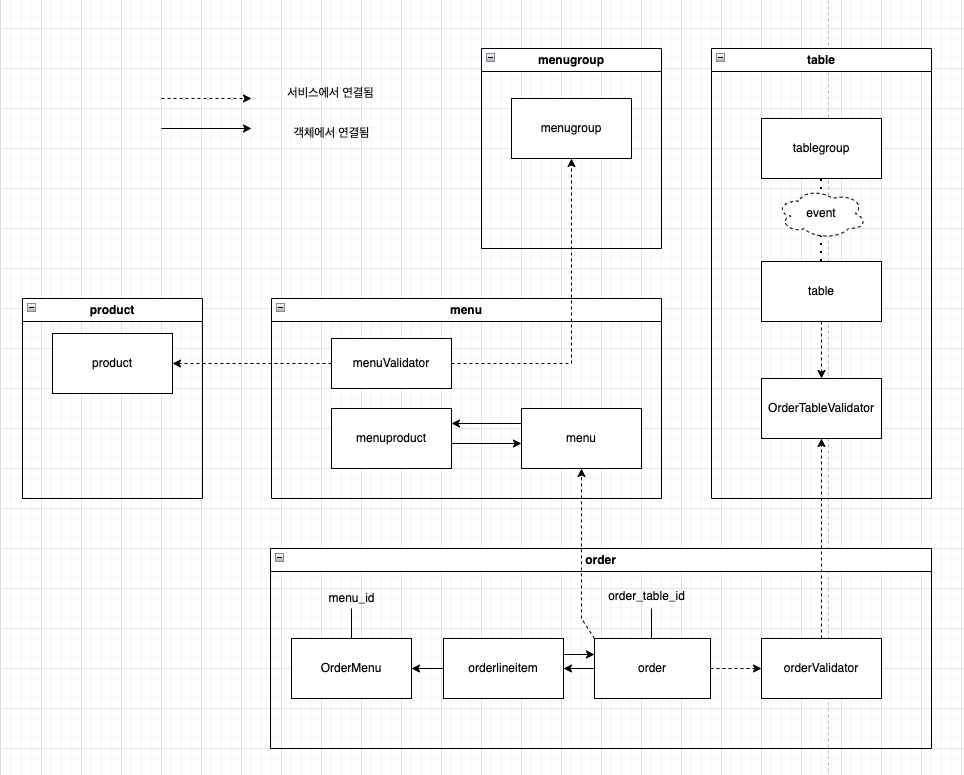 서비스에서 연결됨
객체에서 연결됨
menugroup
menugroup
table
tablegroup
event
table
OrderTableValidator
product
product
menu
menuValidator
menuproduct
menu
order
menu_id
order_table_id
OrderMenu
orderlineitem
order
orderValidator